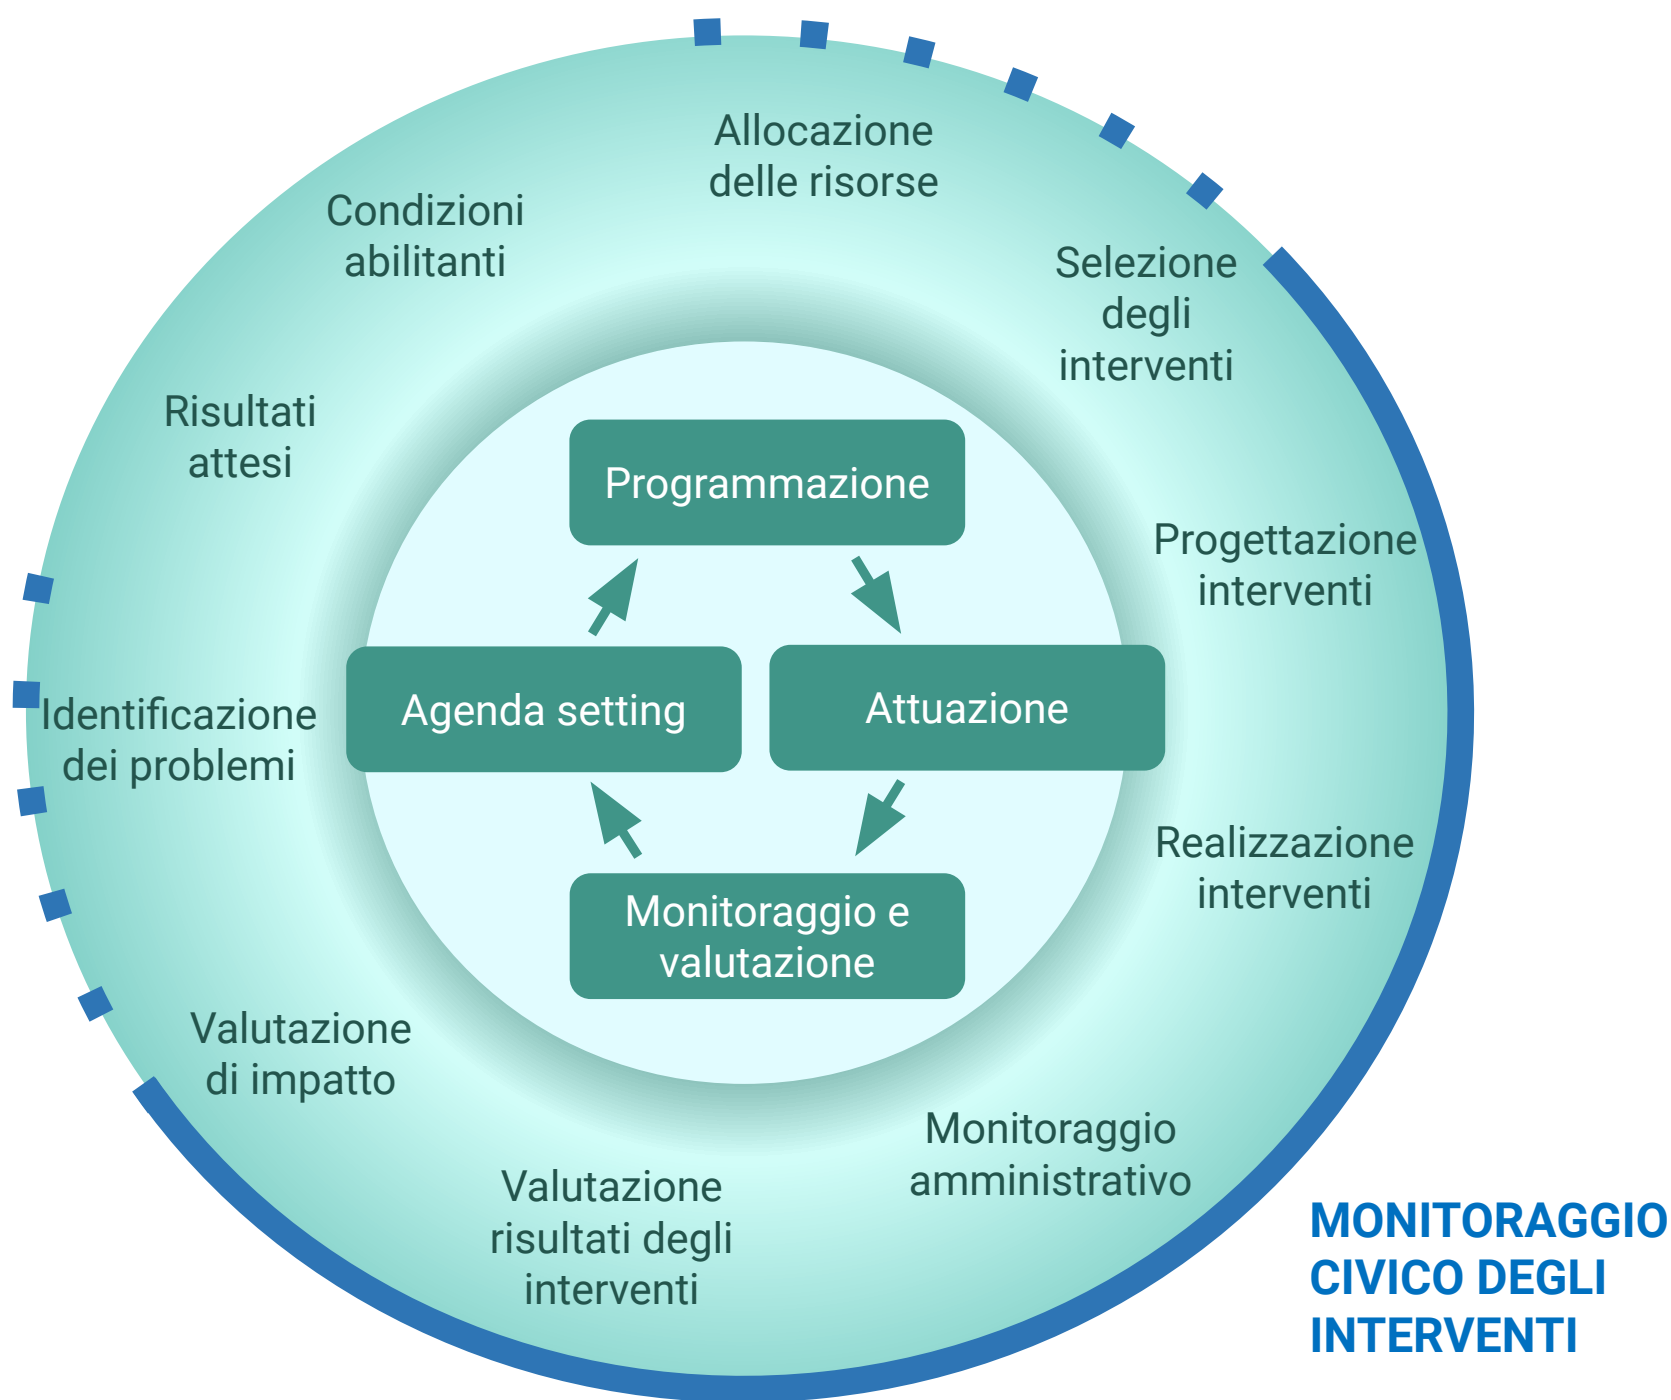 Allocazione
delle risorse
Condizioni
abilitanti
Selezione
degli
interventi
Risultati
attesi
Programmazione
Progettazione
interventi
Identificazione
dei problemi
Agenda setting
Attuazione
Realizzazione
interventi
Monitoraggio e
valutazione
Valutazione
di impatto
Monitoraggio
amministrativo
Valutazione
risultati degli
interventi
MONITORAGGIO
CIVICO DEGLI
INTERVENTI